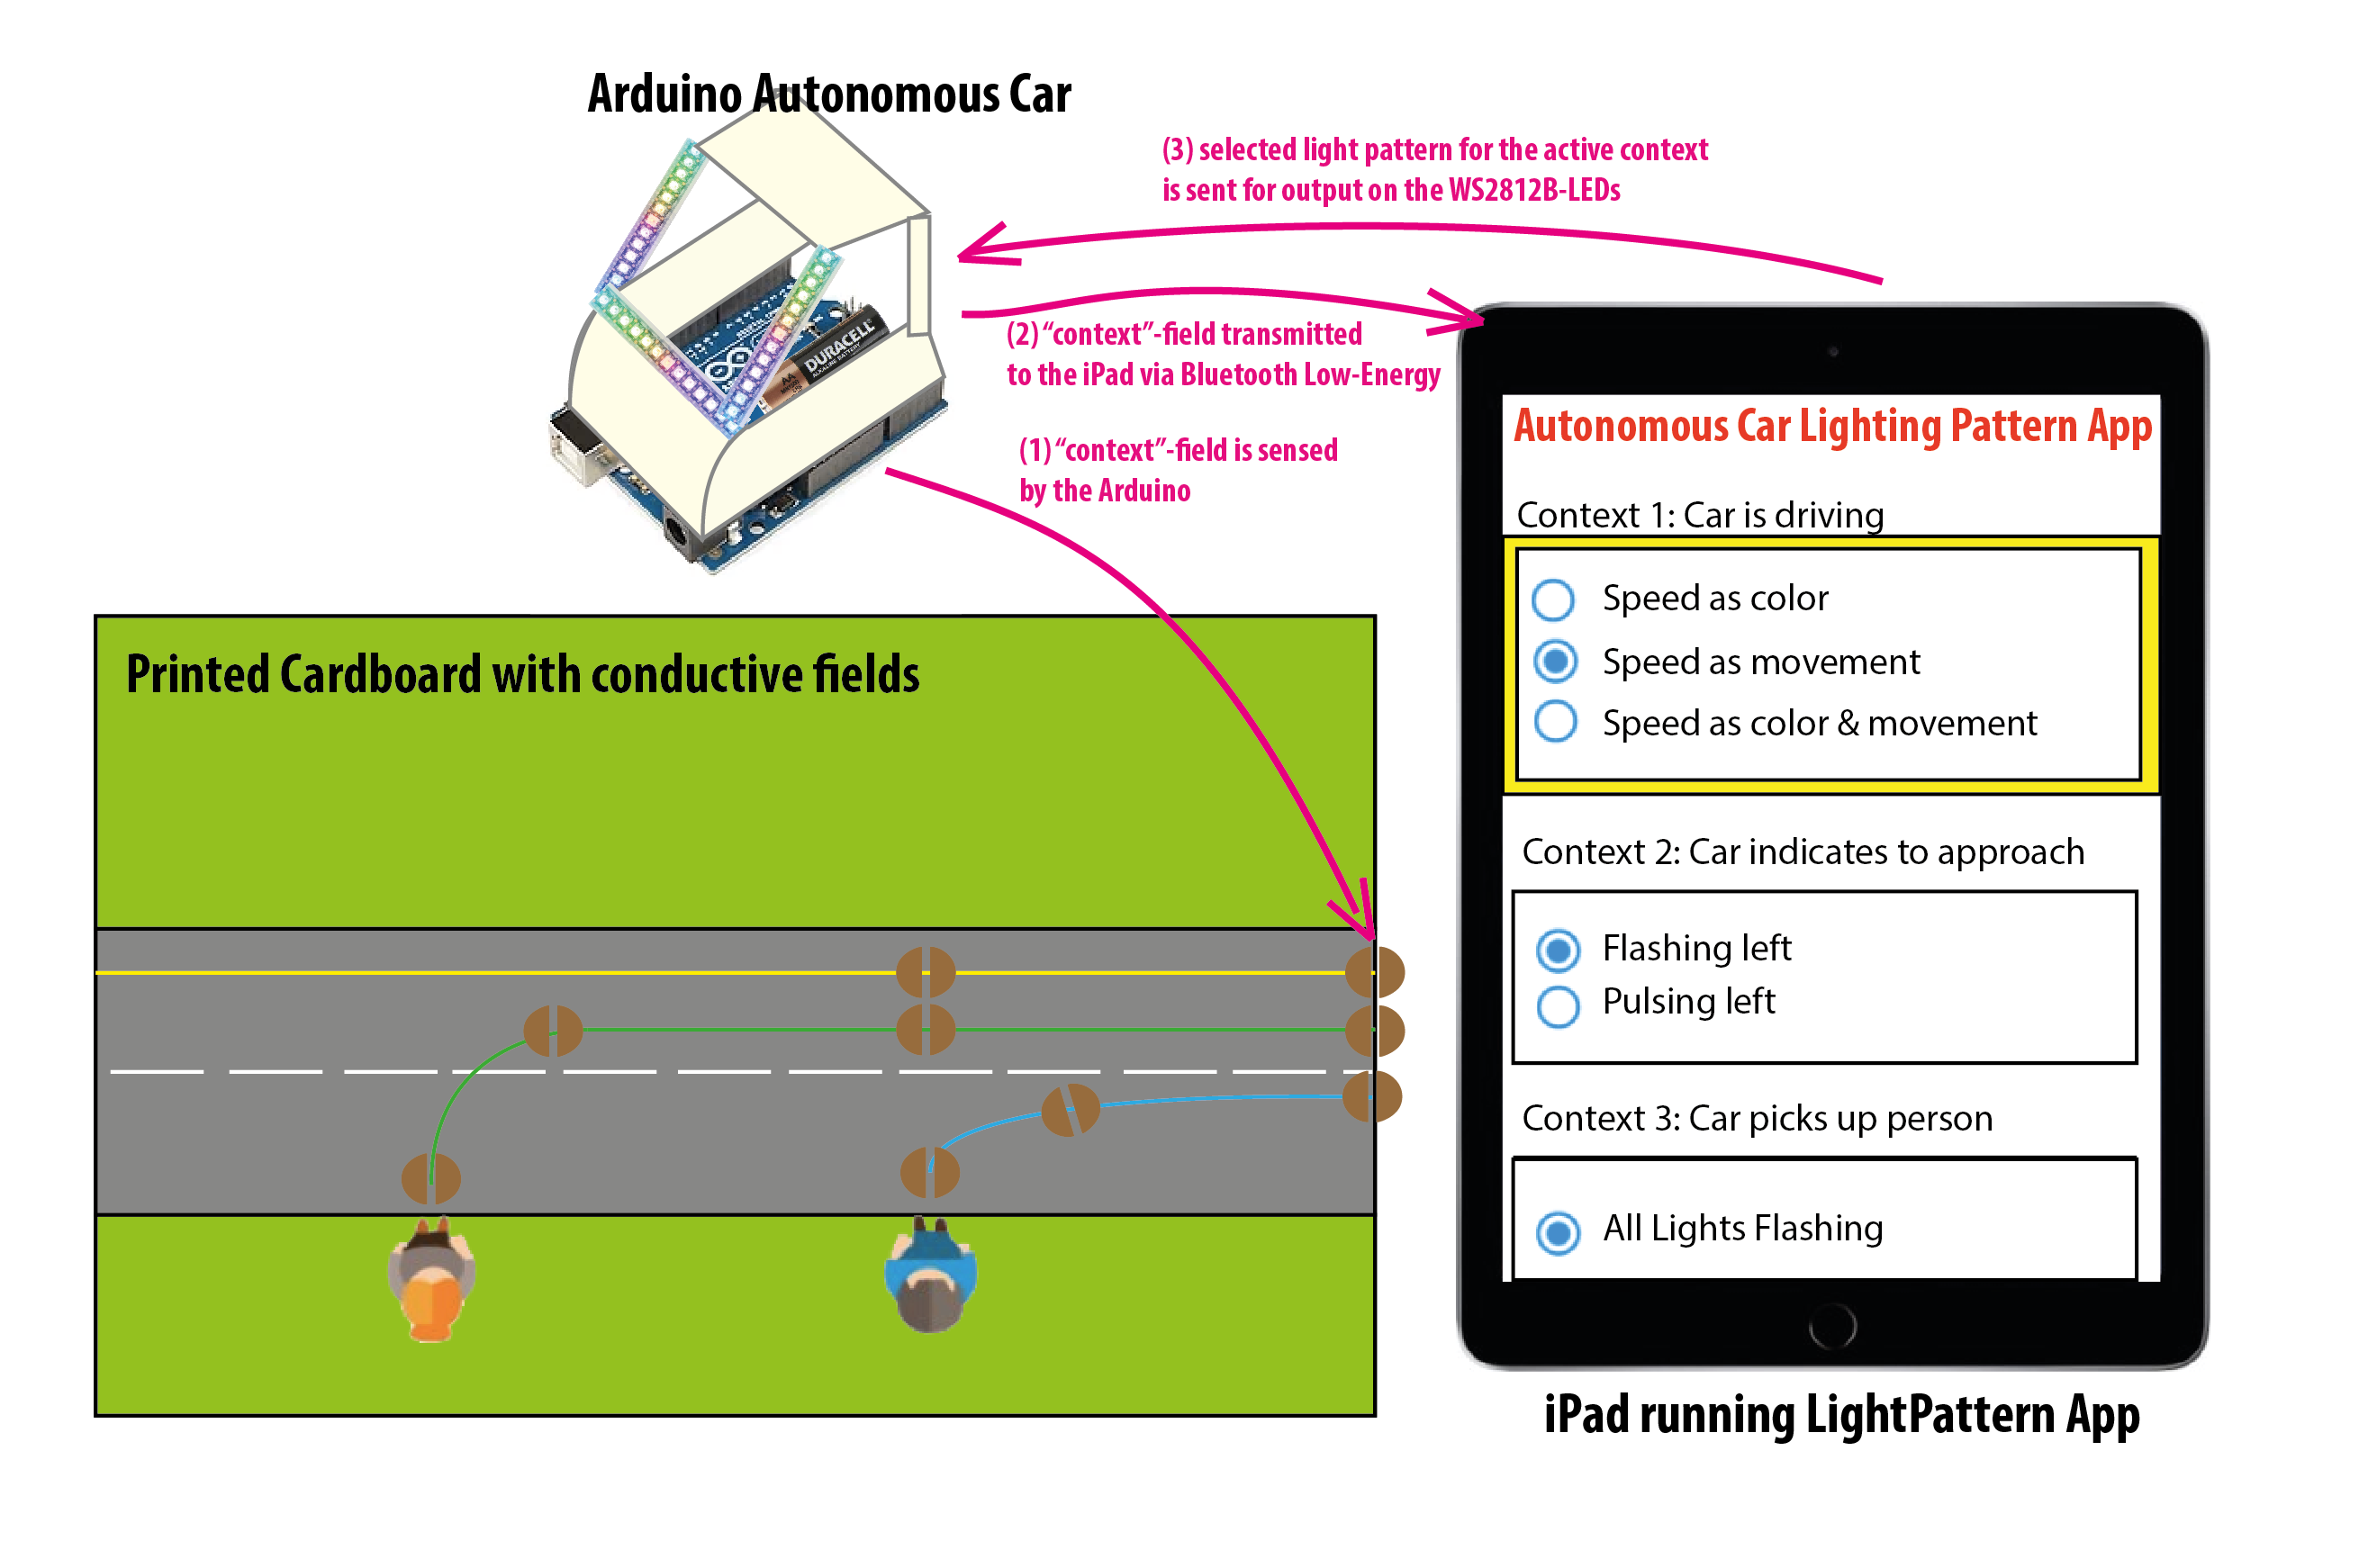 Arduino Autonomous Car
(3) selected light pattern for the active context
is sent for output on the WS2812B-LEDs
(2) “context”-field transmitted
to the iPad via Bluetooth Low-Energy
(1) “context”-field is sensed
by the Arduino
DURACELL
ALKALINE BATTERY
AA
Printed Cardboard with conductive fields
Autonomous Car Lighting Pattern App
Context 1: Car is driving
Speed as color
Speed as movement
Speed as color & movement
Context 2: Car indicates to approach
Flashing left
Pulsing left
Context 3: Car picks up person
All Lights Flashing
iPad running LightPattern App